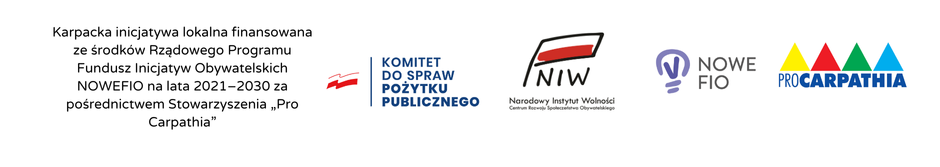 Karpacka inicjatywa lokalna finansowana
ze środków Rządowego Programu
Fundusz Inicjatyw Obywatelskich
NOWEFIO na lata 2021–2030 za
pośrednictwem Stowarzyszenia „Pro
Carpathia”
KOMITET
DO SPRAW
POŻYTKU
PUBLICZNEGO
NIW
Narodowy Instytut Wolności
Centrum Rozwoju Społeczeństwa Obywatelskiego
NOWE
FIO
PROCARPATHIA